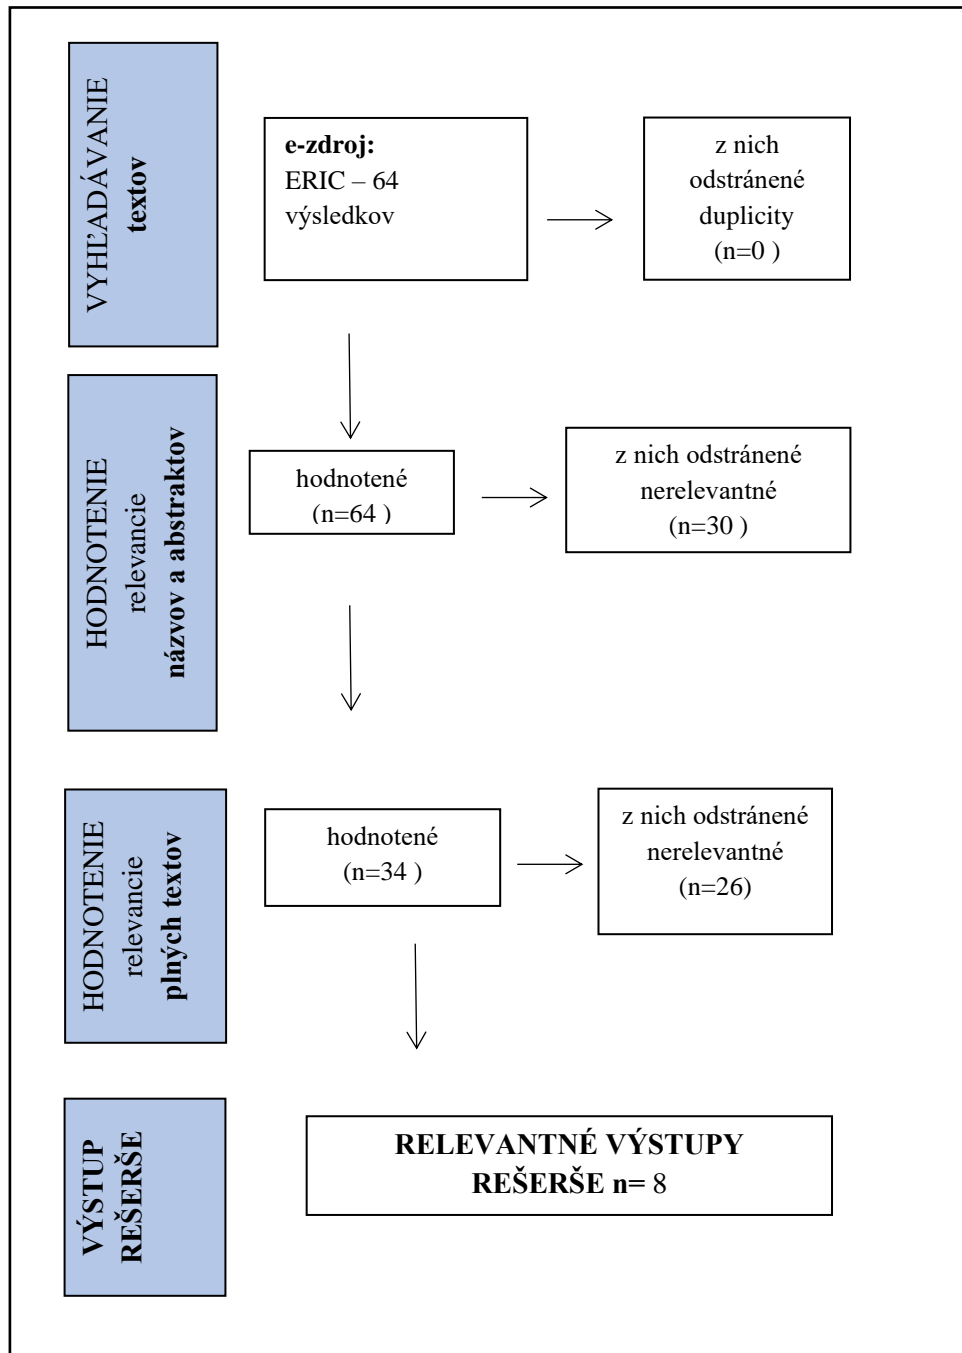 VYHĽADÁVANIE
textov
e-zdroj:
ERIC – 64
výsledkov
z nich
odstránené
duplicity
(n=0 )
HODNOTENIE
relevancie
názvov a abstraktov
hodnotené
(n=64 )
z nich odstránené
nerelevantné
(n=30 )
HODNOTENIE
relevancie
plných textov
hodnotené
(n=34 )
z nich odstránené
nerelevantné
(n=26)
VÝSTUP
REŠERŠE
RELEVANTNÉ VÝSTUPY
REŠERŠE n= 8